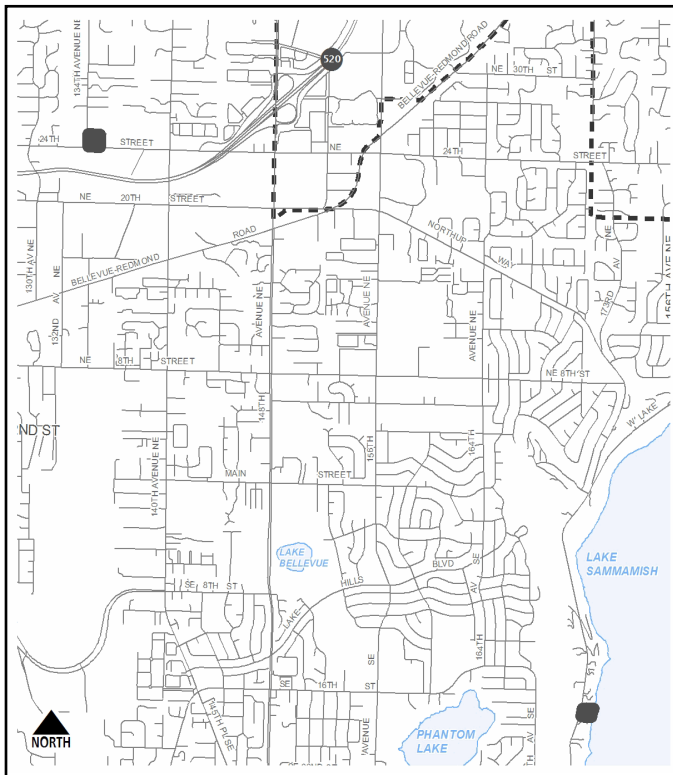 134TH AVENUE NE
520
BELLEVUE-REDMOND ROAD
NE 30TH ST
24TH STREET NE 24TH STREET
NE 20TH STREET
NORTHUP WAY
BELLEVUE-REDMOND ROAD
130TH AV NE
132ND AV NE
AVENUE NE
AVENUE NE
AVENUE NE
173RD AV NE
156TH AVE NE
NE 8TH STREET
NE 8TH ST
148TH
W LAKE
ND ST
140TH AVENUE NE
156TH
164TH
MAIN STREET
LAKE
BELLEVUE
LAKE
SAMMAMISH
SE 8TH ST
LAKE HILLS BLVD
AV SE
164TH
SE 16TH ST
SE
145TH PL SE
AVENUE
PHANTOM
LAKE
TH AV SE
NORTH